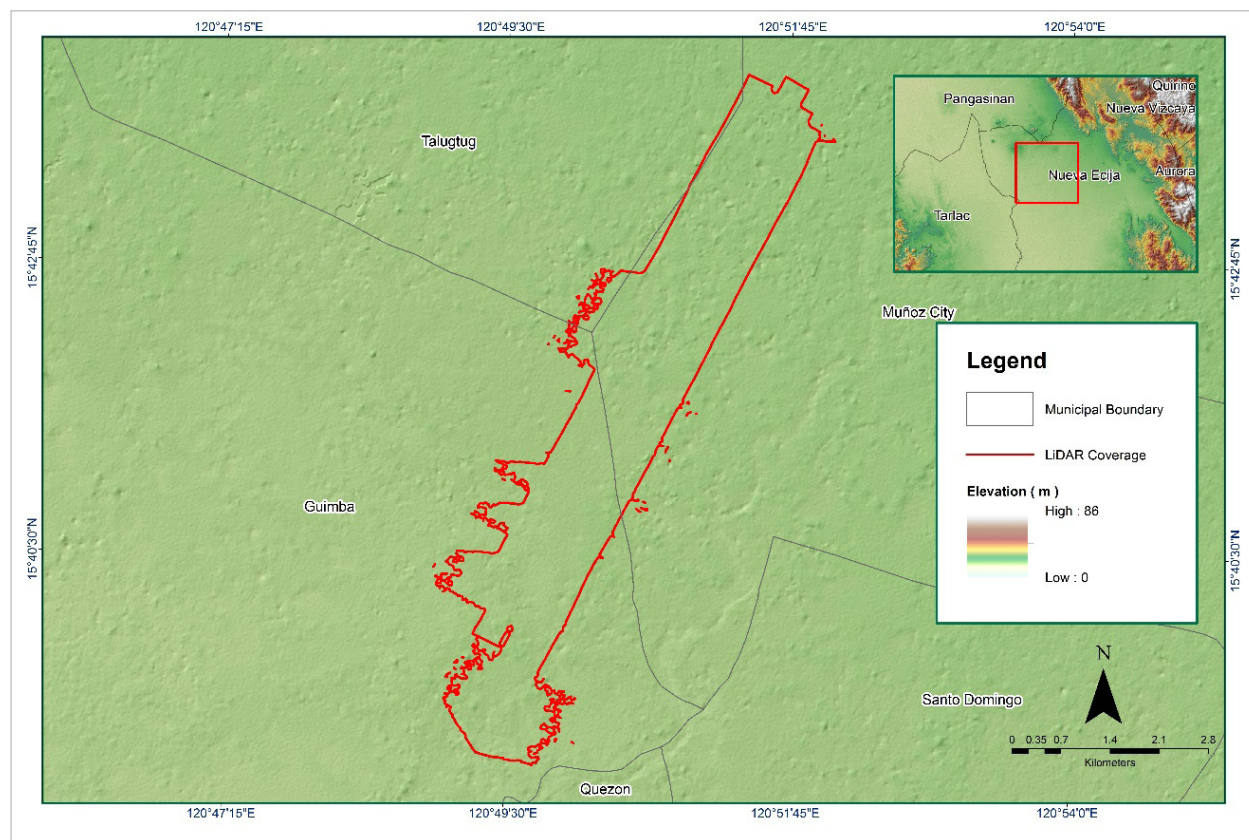 120°47'15"E
120°49'30"E
120°51'45"E
120°54'0"E
Pangasinan
Quirino
Nueva Vizcaya
Nueva Ecija
Aurora
Tarlac
Talugtug
15°42'45"N
15°42'45"N
Muñoz City
Legend
Municipal Boundary
LiDAR Coverage
Elevation ( m )
High : 86
Low : 0
Guimba
15°40'30"N
15°40'30"N
N
Santo Domingo
0 0.35 0.7 1.4 2.1 2.8
Kilometers
Quezon
120°47'15"E
120°49'30"E
120°51'45"E
120°54'0"E